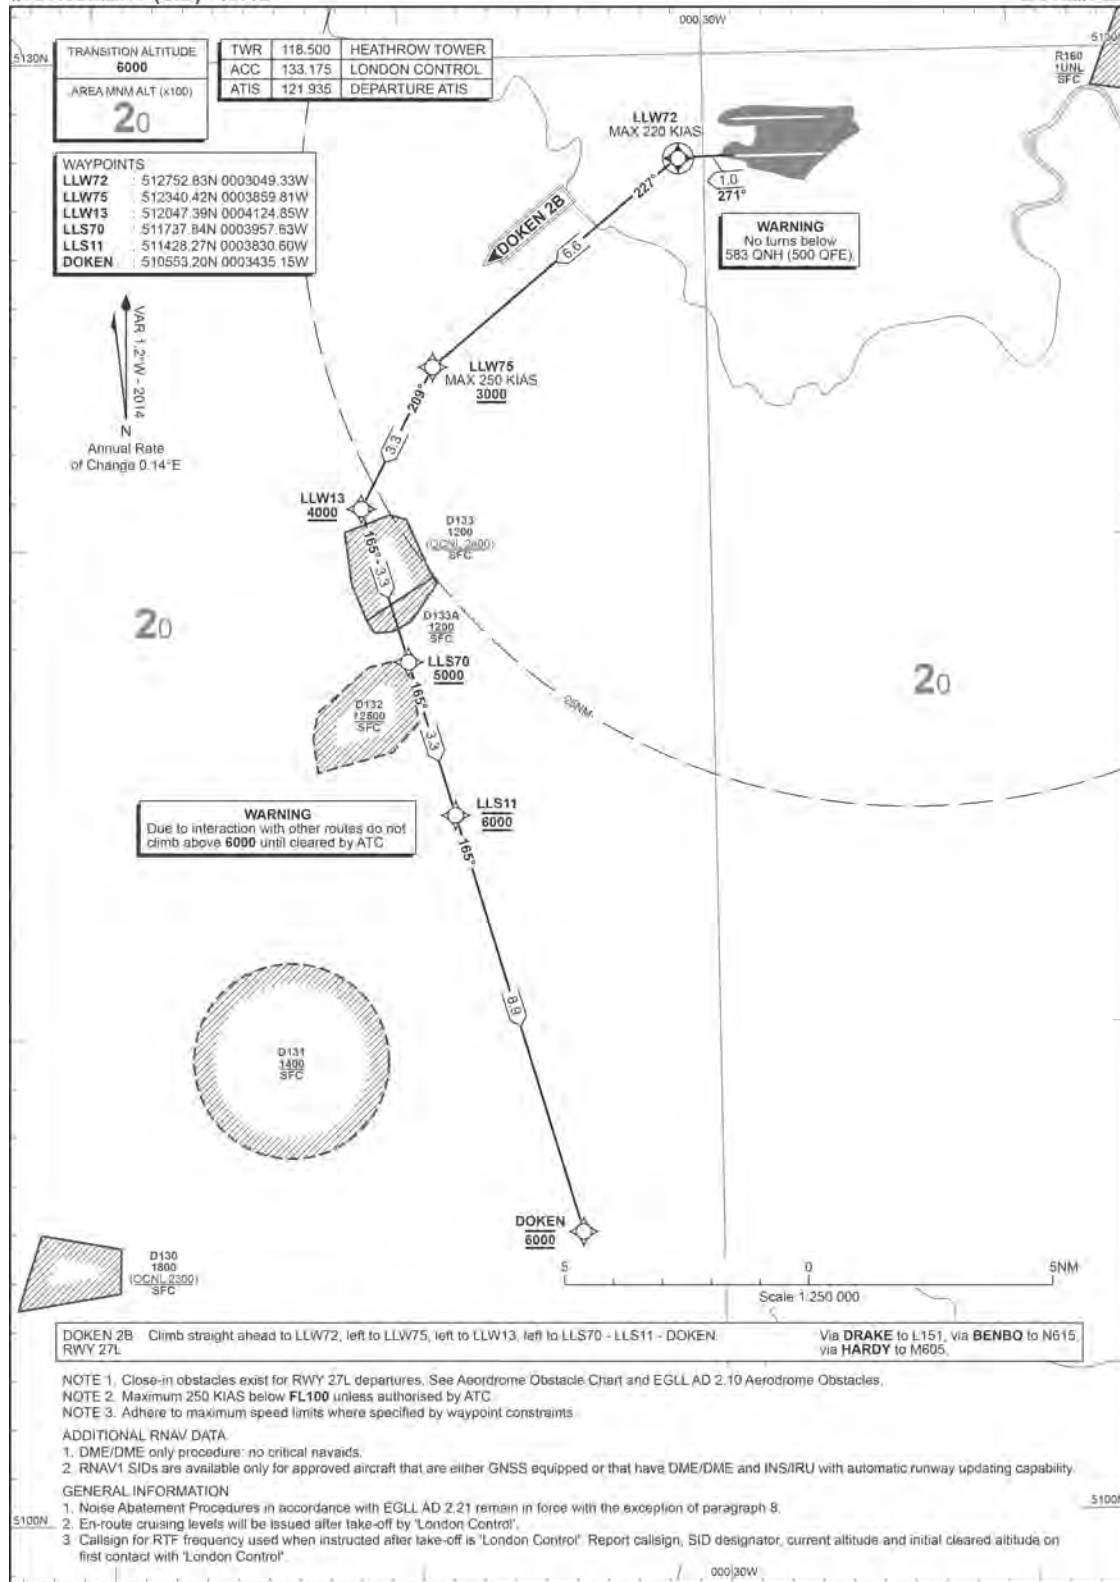 000 30W
5130N
TRANSITION ALTITUDE
6000
AREA MNM ALT (x100)
20
TWR 118.500 HEATHROW TOWER
ACC 133.175 LONDON CONTROL
ATIS 121.935 DEPARTURE ATIS
R160
UNL
SFC
LLW72
MAX 220 KIAS
WAYPOINTS
LLW72 : 512752.83N 0003049.33W
LLW75 : 512340.42N 0003859.81W
LLW13 : 512047.39N 0004124.85W
LLS70 : 511737.84N 0003957.63W
LLS11 : 511428.27N 0003830.60W
DOKEN : 510553.20N 0003435.15W
1.0
271°
227°
DOKEN 2B
6.6
WARNING
No turns below
583 QNH (500 QFE)
VAR 1.2°W - 2014
N
Annual Rate
of Change 0.14°E
LLW75
MAX 250 KIAS
3000
209°
3.3
LLW13
4000
D133
1200
(OCNL 2400)
SFC
165°
3.3
D133A
1200
SFC
20
LLS70
5000
20
165°
3.3
D132
12500
SFC
25NM
LLS11
6000
WARNING
Due to interaction with other routes do not
climb above 6000 until cleared by ATC
165°
8.9
D131
1400
SFC
DOKEN
6000
D130
1800
(OCNL 2300)
SFC
5 0 5NM
Scale 1:250 000
DOKEN 2B Climb straight ahead to LLW72, left to LLW75, left to LLW13, left to LLS70 - LLS11 - DOKEN. Via DRAKE to L151, via BENBO to N615,
RWY 27L via HARDY to M605.
NOTE 1. Close-in obstacles exist for RWY 27L departures. See Aeordrome Obstacle Chart and EGLL AD 2.10 Aerodrome Obstacles.
NOTE 2. Maximum 250 KIAS below FL100 unless authorised by ATC
NOTE 3. Adhere to maximum speed limits where specified by waypoint constraints
ADDITIONAL RNAV DATA
1. DME/DME only procedure: no critical navaids.
2. RNAV1 SIDs are available only for approved aircraft that are either GNSS equipped or that have DME/DME and INS/IRU with automatic runway updating capability.
GENERAL INFORMATION
1. Noise Abatement Procedures in accordance with EGLL AD 2.21 remain in force with the exception of paragraph 8.
2. En-route cruising levels will be issued after take-off by 'London Control'.
3. Callsign for RTF frequency used when instructed after take-off is 'London Control' Report callsign, SID designator, current altitude and initial cleared altitude on
first contact with 'London Control'
5100N
5100N
000 30W